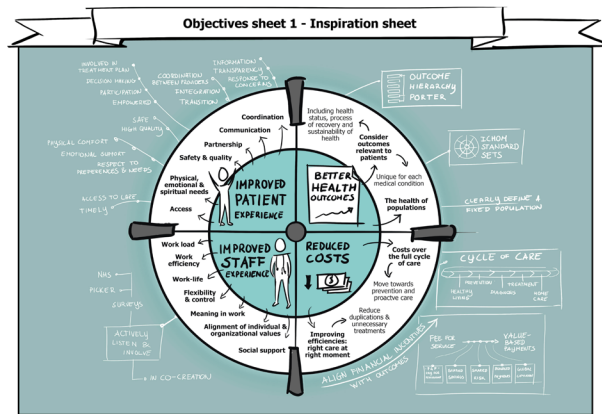 Objectives sheet 1 - Inspiration sheet
INVOLVED IN
TREATMENT PLAN
DECISION MAKING
PARTICIPATION
EMPOWERED
SAFE
HIGH QUALITY
PHYSICAL COMFORT
EMOTIONAL SUPPORT
RESPECT TO
PREFERENCES & NEEDS
ACCESS TO CARE
TIMELY
COORDINATION
BETWEEN PROVIDERS
INTEGRATION
TRANSITION
INFORMATION
TRANSPARENCY
RESPONSE TO
CONCERNS
Coordination
Communication
Partnership
Safety & quality
Physical,
emotional &
spiritual needs
Access
IMPROVED
PATIENT
EXPERIENCE
Including health
status, process
of recovery and
sustainability of
health
Consider
outcomes
relevant to
patients
Unique for each
medical condition
The health of
populations
BETTER
HEALTH
OUTCOMES
OUTCOME
HIERARCHY
PORTER
ICHOM
STANDARD
SETS
CLEARLY DEFINE A
FIXED POPULATION
Work load
Work
efficiency
Work-life
Flexibility
& control
Meaning in work
Alignment of individual &
organizational values
Social support
IMPROVED
STAFF
EXPERIENCE
NHS
PICKER
SURVEYS
ACTIVELY
LISTEN &
INVOLVE
+ IN CO-CREATION
REDUCED
COSTS
Costs over
the full cycle
of care
Move towards
prevention and
proactive care
Reduce
duplications &
unnecessary
treatments
Improving
efficiencies:
right care at
right moment
CYCLE OF CARE
PREVENTION
TREATMENT
HEALTHY
LIVING
DIAGNOSIS
HOME
CARE
ALIGN FINANCIAL INCENTIVES
WITH OUTCOMES
FEE FOR
SERVICE
VALUE-
BASED
PAYMENTS